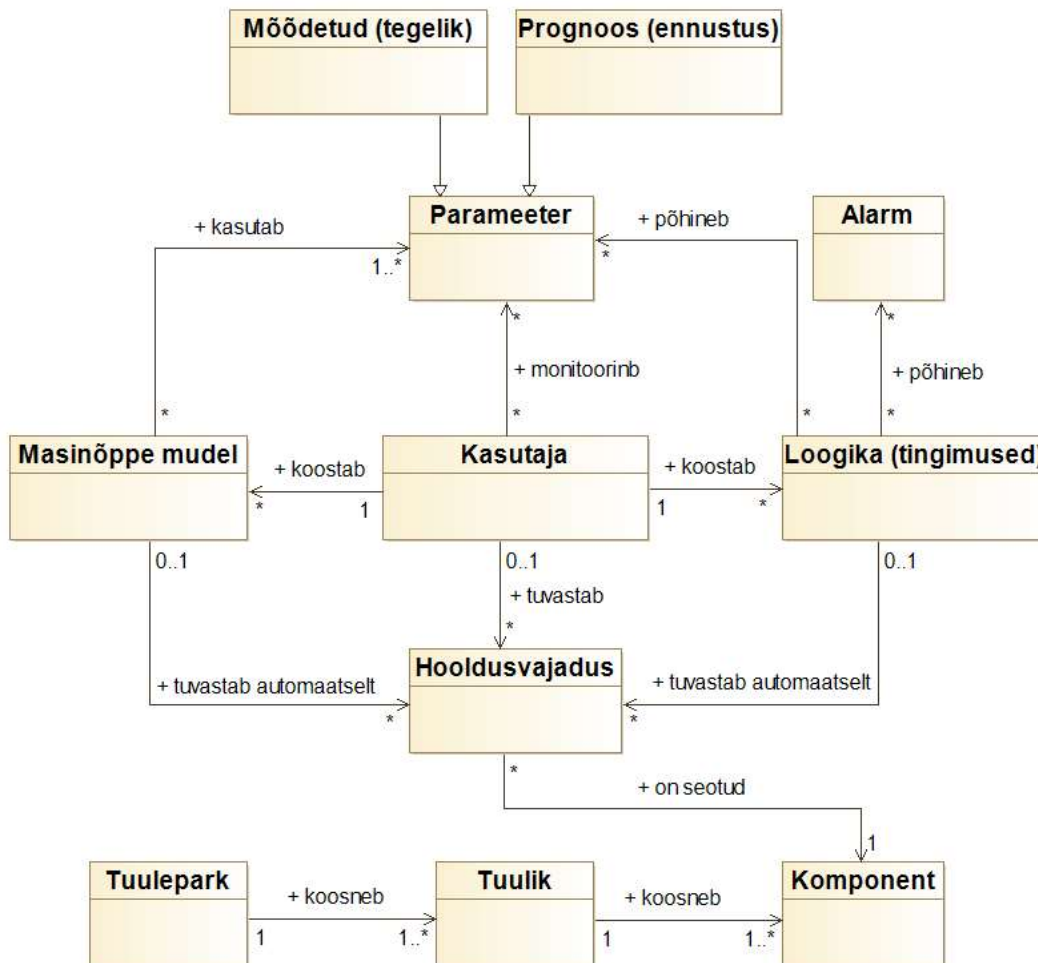 Mõõdetud (tegelik)
Prognoos (ennustus)
Parameeter
Alarm
+ kasutab
1..*
+ põhineb
*
*
*
+ monitoorinb
+ põhineb
*
*
*
*
Masinõppe mudel
Kasutaja
Loogika (tingimused)
+ koostab
+ koostab
*
1
1
*
0..1
0..1
0..1
+ tuvastab
*
Hooldusvajadus
+ tuvastab automaatselt
+ tuvastab automaatselt
*
*
*
+ on seotud
1
Tuulepark
Tuulik
Komponent
+ koosneb
+ koosneb
1
1..*
1
1..*